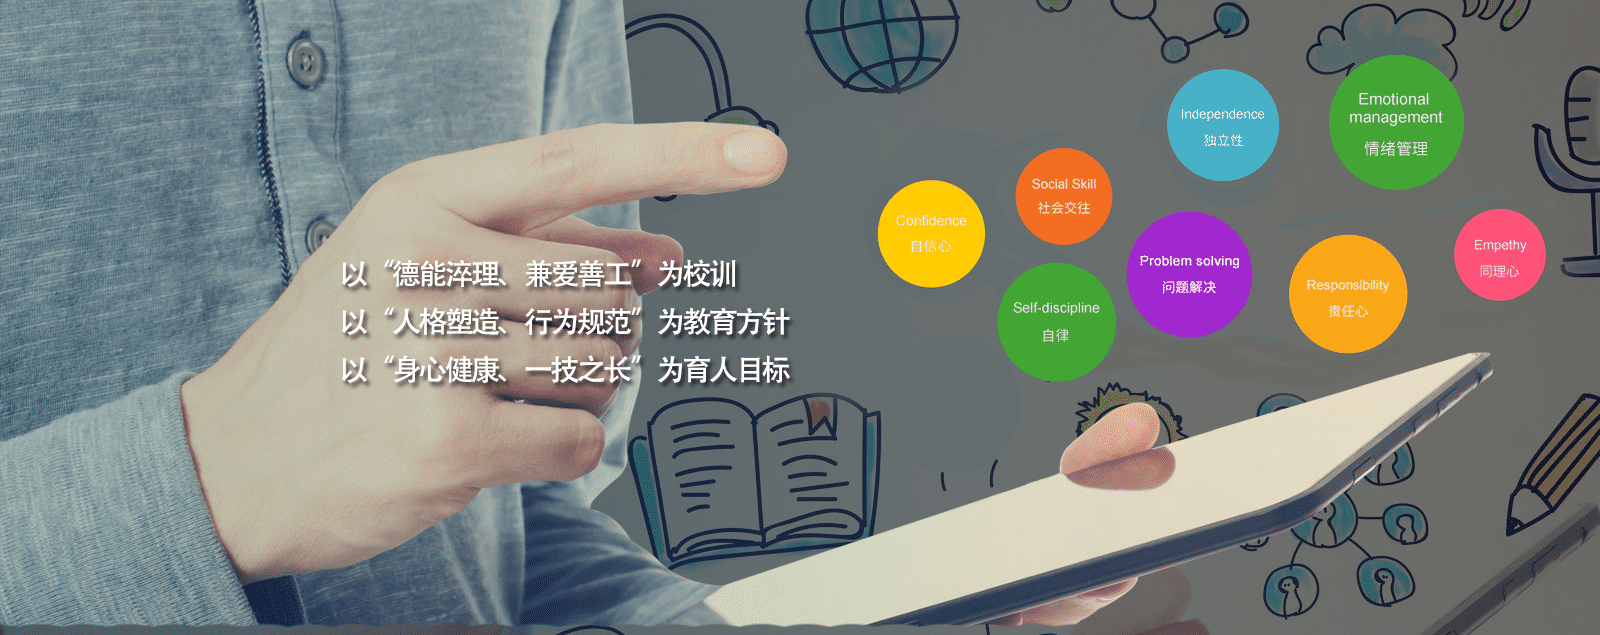 以“德能淬理、兼爱善工”为校训
以“人格塑造、行为规范”为教育方针
以“身心健康、一技之长”为育人目标
Confidence
自信心
Social Skill
社会交往
Self-discipline
自律
Independence
独立性
Problem solving
问题解决
Emotional
management
情绪管理
Responsibility
责任心
Empethy
同理心